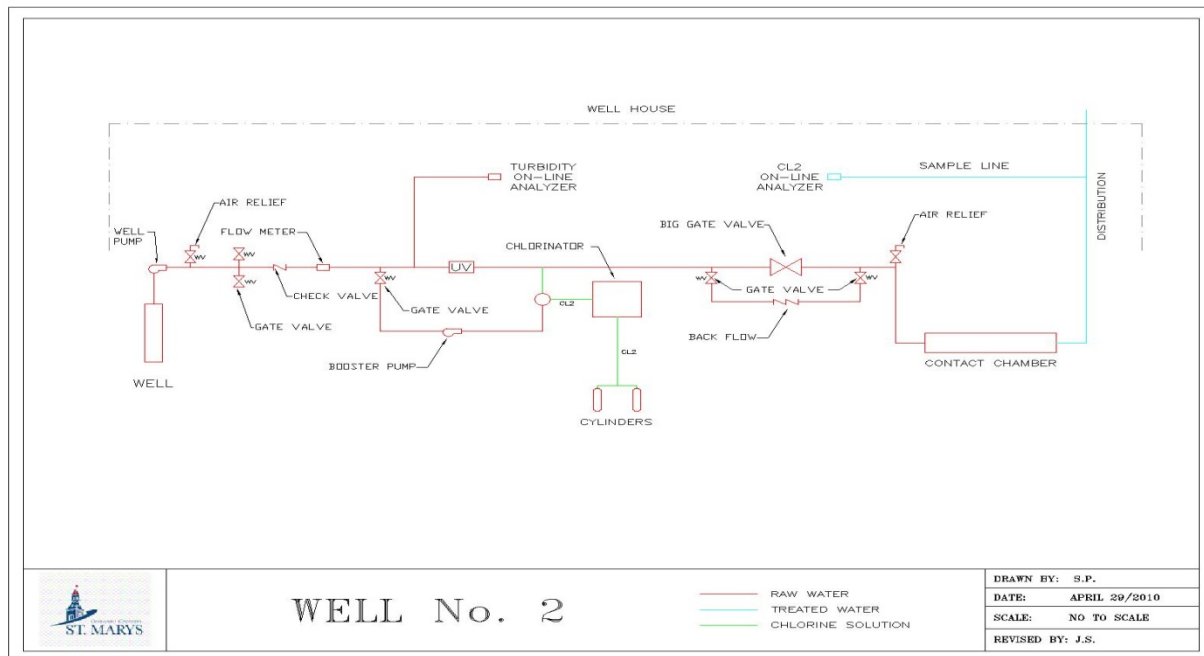 WELL HOUSE
TURBIDITY
ON-LINE
ANALYZER
CL2
ON-LINE
ANALYZER
SAMPLE LINE
DISTRIBUTION
AIR RELIEF
WELL
PUMP
FLOW METER
CHLORINATOR
BIG GATE VALVE
AIR RELIEF
WV
WV
WV
UV
WV
WV
WV
CHECK VALVE
GATE VALVE
GATE VALVE
CL2
GATE VALVE
BACK FLOW
BOOSTER PUMP
CL2
CONTACT CHAMBER
WELL
CYLINDERS
ST. MARYS
WELL No. 2
RAW WATER
TREATED WATER
CHLORINE SOLUTION
DRAWN BY: S.P.
DATE: APRIL 29/2010
SCALE: NO TO SCALE
REVISED BY: J.S.